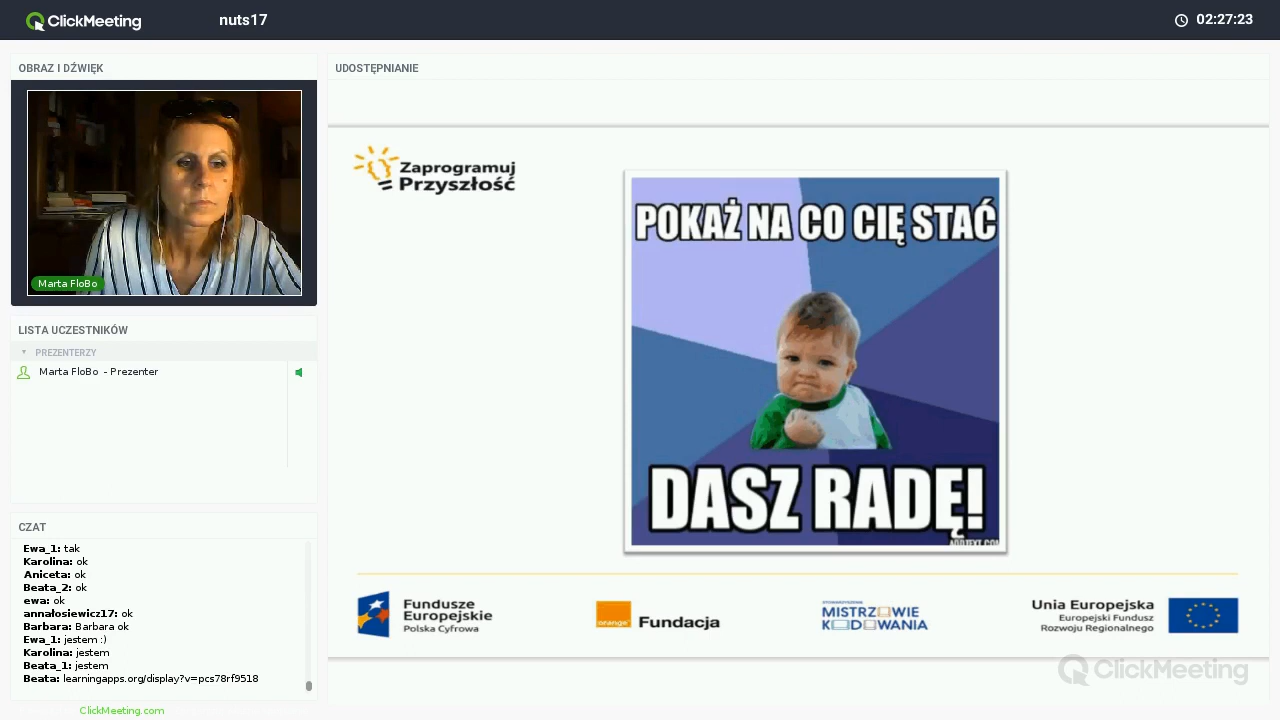 ClickMeeting
nuts17
02:27:23
OBRAZ I DŹWIĘK
Marta FloBo
LISTA UCZESTNIKÓW
PREZENTERZY
Marta FloBo - Prezenter
CZAT
Ewa_1: tak
Karolina: ok
Aniceta: ok
Beata_2: ok
ewa: ok
annałosiewicz17: ok
Barbara: Barbara ok
Ewa_1: jestem :)
Karolina: jestem
Beata_1: jestem
Beata: learningapps.org/display?v=pcs78rf9518
ClickMeeting.com
UDOSTĘPNIANIE
Zaprogramuj
Przyszłość
POKAŻ NA CO CIĘ STAĆ
DASZ RADĘ!
Fundusze
Europejskie
Polska Cyfrowa
orange
Fundacja
STOWARZYSZENIE
MISTRZOWIE
KODOWANIA
Unia Europejska
Europejski Fundusz
Rozwoju Regionalnego
ClickMeeting